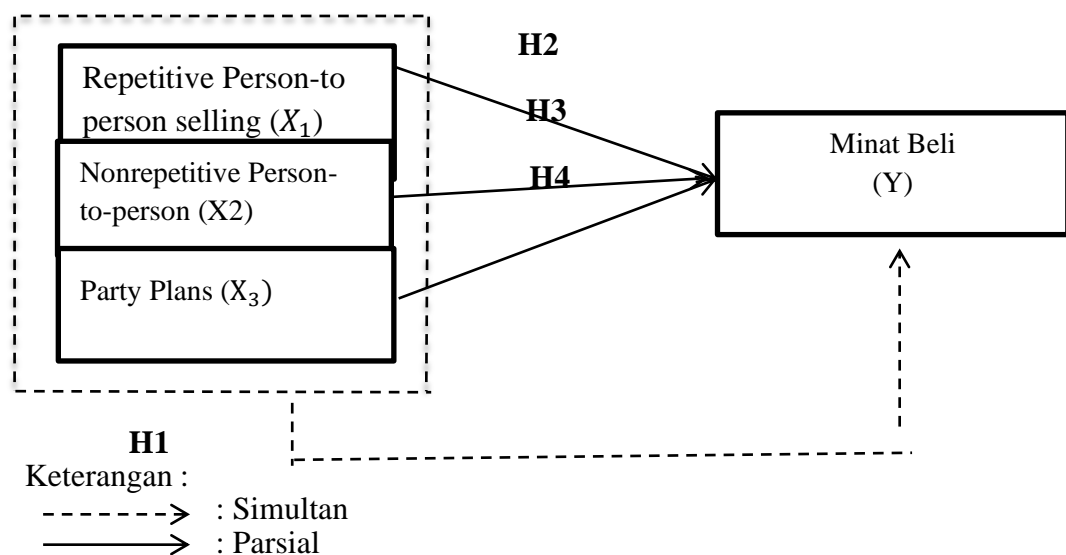 H2
Repetitive Person-to
person selling (X₁)
H3
Nonrepetitive Person-
to-person (X2)
H4
Party Plans (X₃)
Minat Beli
(Y)
H1
Keterangan :
: Simultan
: Parsial